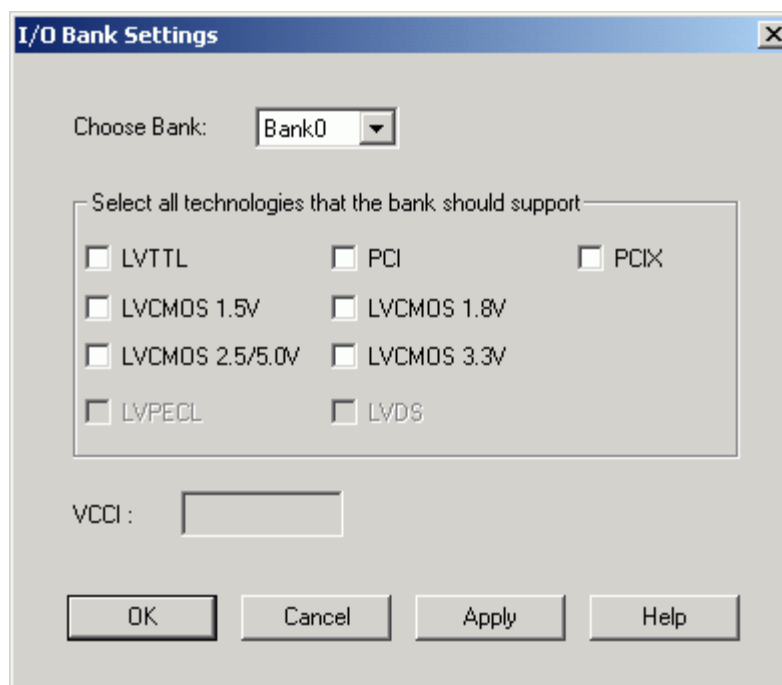 I/O Bank Settings
Choose Bank: Bank0
Select all technologies that the bank should support
LVTTL PCI PCIX
LVCMOS 1.5V LVCMOS 1.8V
LVCMOS 2.5/5.0V LVCMOS 3.3V
LVPECL LVDS
VCCI :
OK Cancel Apply Help